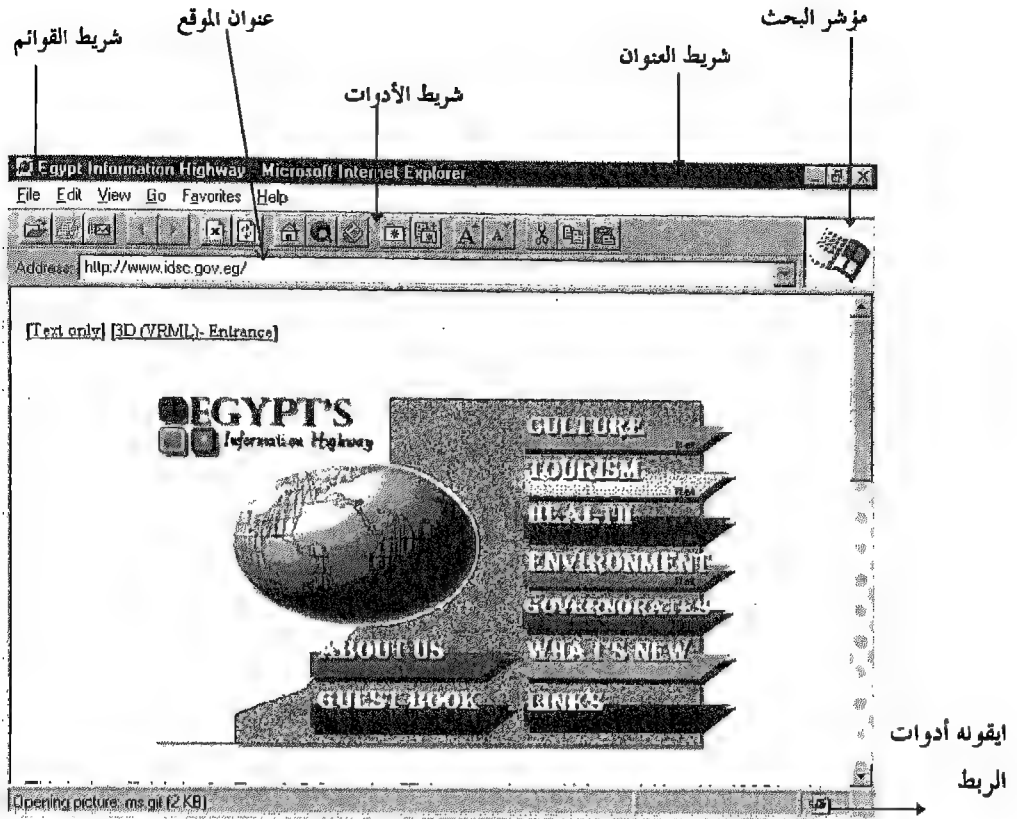 مؤشر البحث
عنوان الموقع
شريط القوائم
شريط العنوان
شريط الأدوات
Egypt Information Highway - Microsoft Internet Explorer
File Edit View Go Favorites Help
Address: http://www.idsc.gov.eg/
[Text only] [3D (VRML)- Entrance]
EGYPT'S
Information Highway
CULTURE
TOURISM
HEALTH
ENVIRONMENT
GOVERNORATES
ABOUT US
WHAT'S NEW
GUEST BOOK
LINKS
ايقونه أدوات
الربط
Opening picture: ms.gif (2 KB)